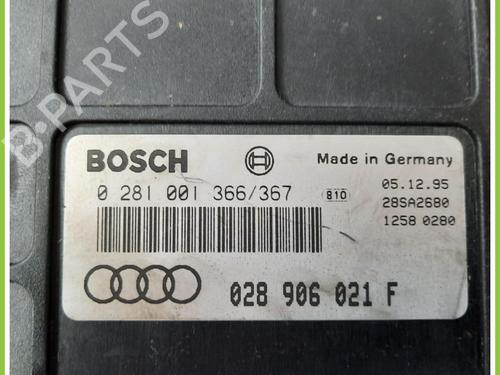 B-PARTS
BOSCH
Made in Germany
0 281 001 366/367
810
05.12.95
28SA2680
1258 0280
028 906 021 F